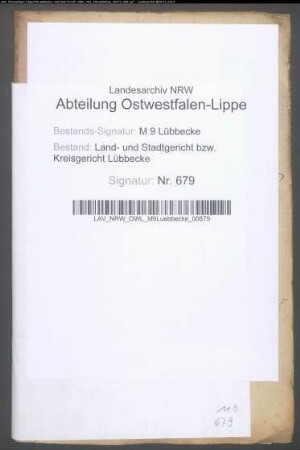 Landesarchiv NRW
Abteilung Ostwestfalen-Lippe
Bestands-Signatur: M 9 Lübbecke
Bestand: Land- und Stadtgericht bzw.
Kreisgericht Lübbecke
Signatur: Nr. 679
LAV_NRW_OWL_M9Luebbecke_00679
M 9
679